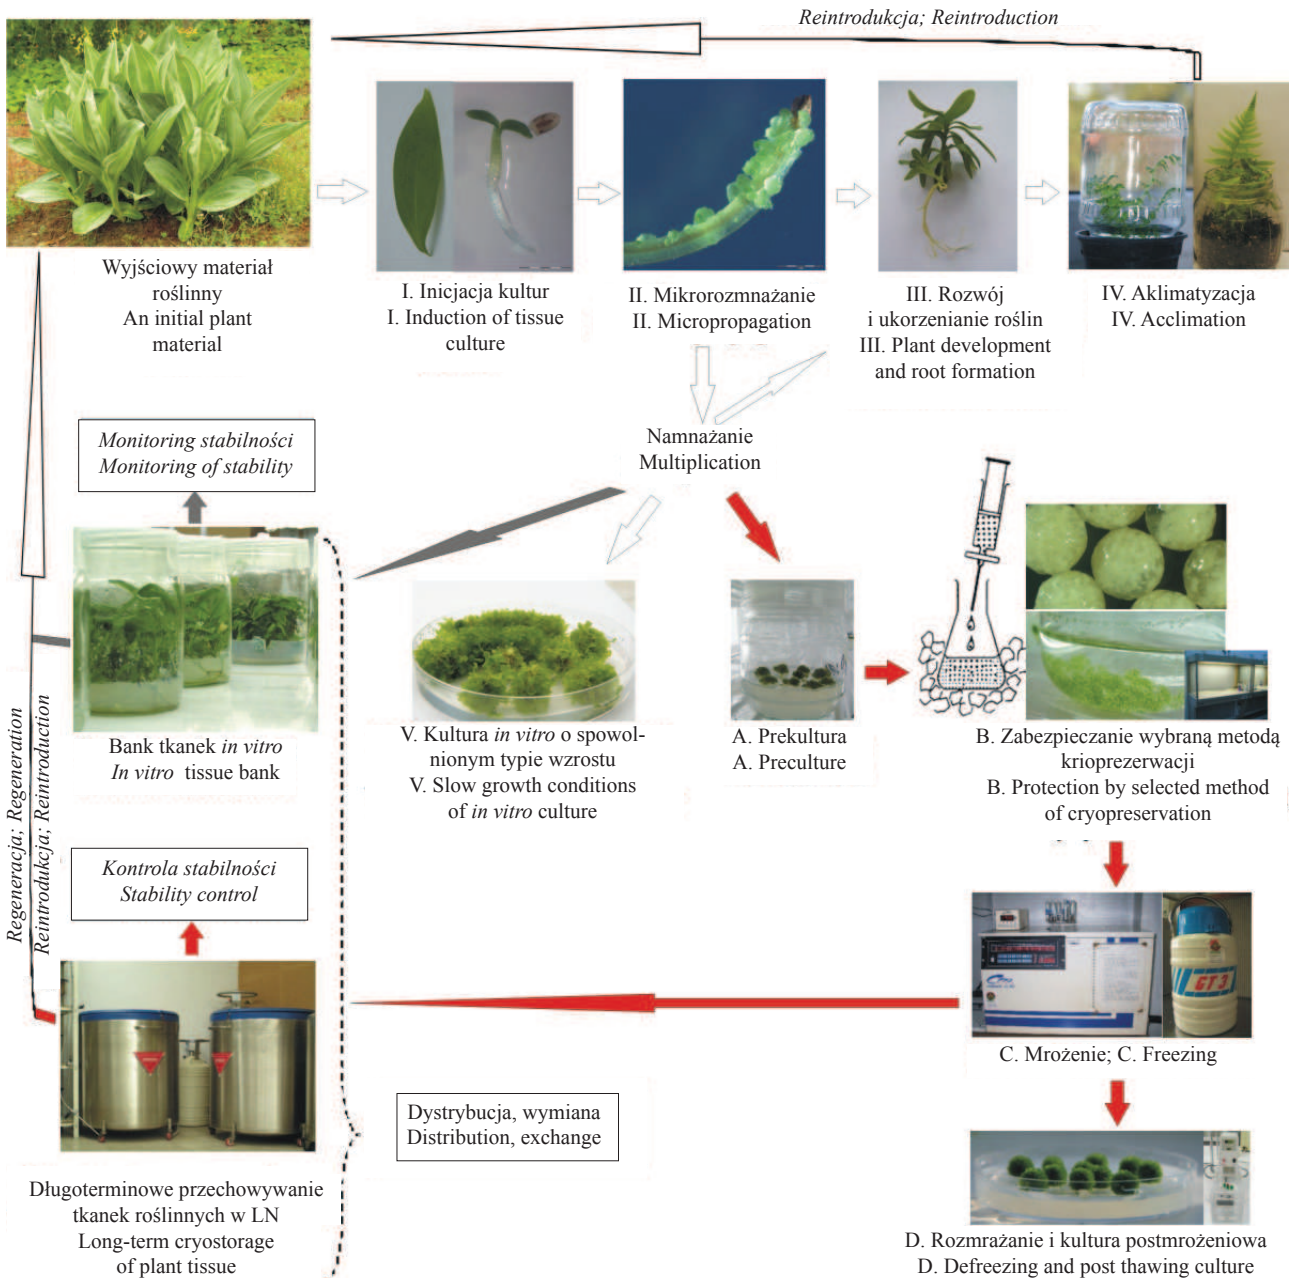 Reintrodukcja; Reintroduction
Wyjściowy materiał
roślinny
An initial plant
material
I. Inicjacja kultur
I. Induction of tissue
culture
II. Mikrorozmnażanie
II. Micropropagation
III. Rozwój
i ukorzenianie roślin
III. Plant development
and root formation
IV. Aklimatyzacja
IV. Acclimation
Monitoring stabilności
Monitoring of stability
Namnażanie
Multiplication
Bank tkanek in vitro
In vitro tissue bank
V. Kultura in vitro o spowol-
nionym typie wzrostu
V. Slow growth conditions
of in vitro culture
A. Prekultura
A. Preculture
B. Zabezpieczanie wybraną metodą
krioprezerwacji
B. Protection by selected method
of cryopreservation
Regeneracja; Regeneration
Reintrodukcja; Reintroduction
Kontrola stabilności
Stability control
GT 3
C. Mrożenie; C. Freezing
Dystrybucja, wymiana
Distribution, exchange
Długoterminowe przechowywanie
tkanek roślinnych w LN
Long-term cryostorage
of plant tissue
D. Rozmrażanie i kultura postmrożeniowa
D. Defreezing and post thawing culture